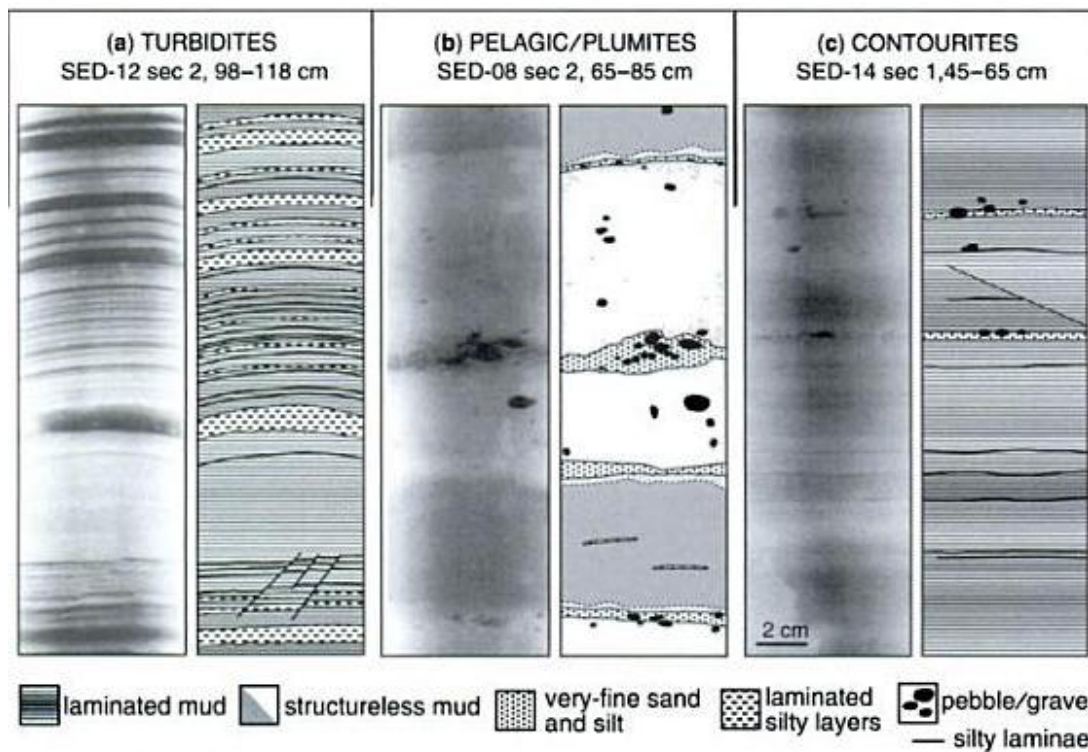 (a) TURBIDITES
SED-12 sec 2, 98–118 cm
(b) PELAGIC/PLUMITES
SED-08 sec 2, 65–85 cm
(c) CONTOURITES
SED-14 sec 1,45–65 cm
2 cm
laminated mud
structureless mud
very-fine sand
and silt
laminated
silty layers
pebble/grave
silty laminae